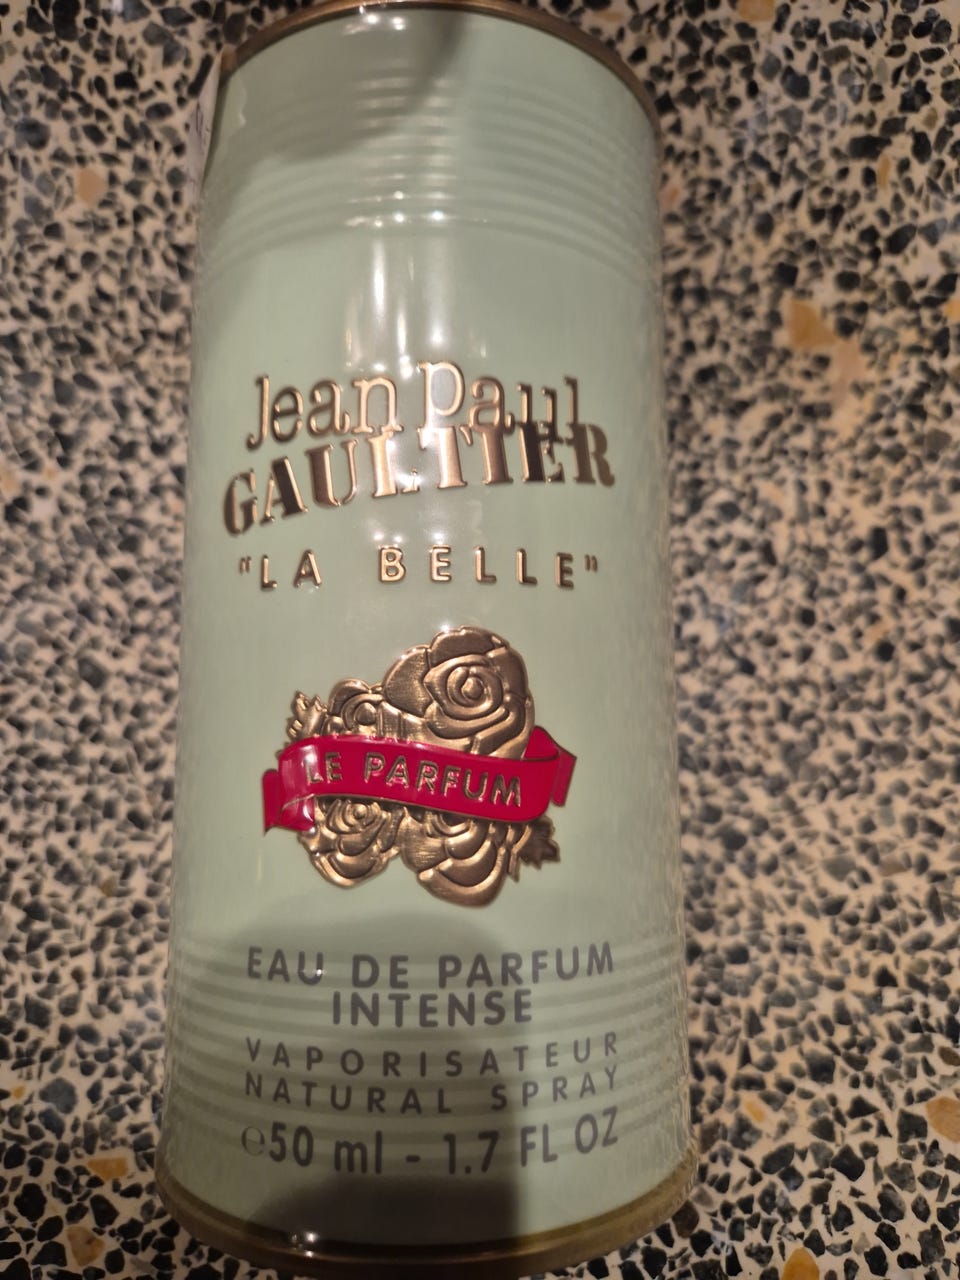 Jean Paul
GAULTIER
"LA BELLE"
LE PARFUM
EAU DE PARFUM
INTENSE
VAPORISATEUR
NATURAL SPRAY
℮50 ml - 1.7 FL OZ